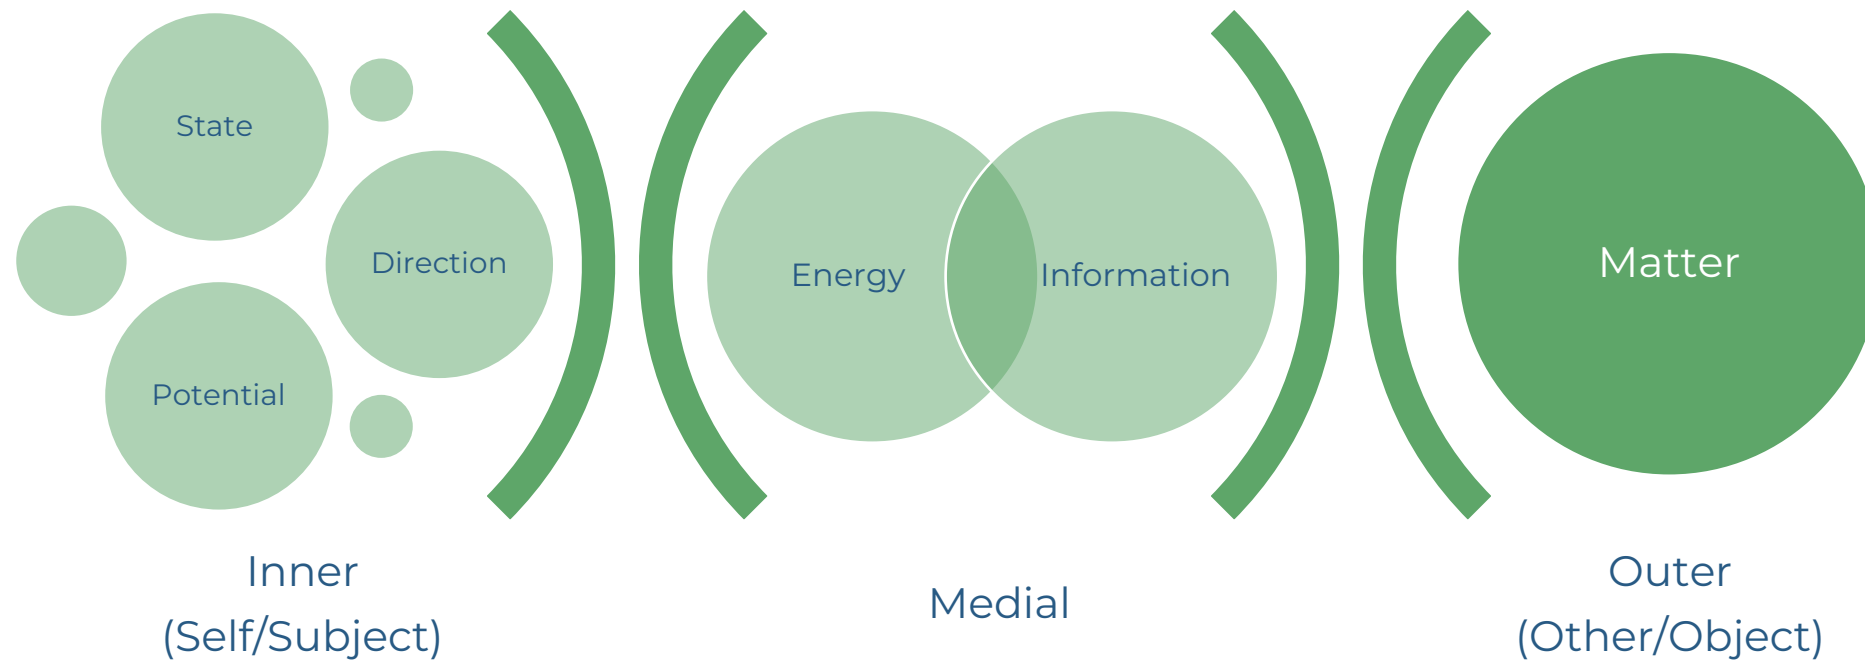 State
Direction
Potential
Energy
Information
Matter
Inner
(Self/Subject)
Medial
Outer
(Other/Object)